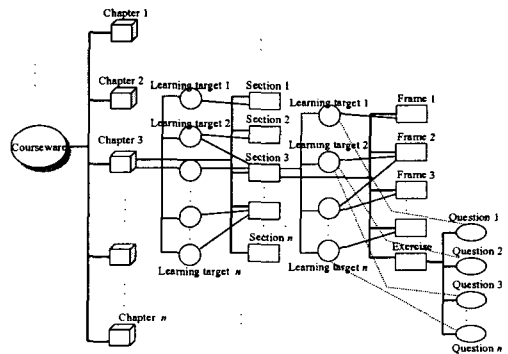 Courseware
Chapter 1
Chapter 2
Chapter 3
Chapter n
Learning target 1
Learning target 2
Learning target n
Section 1
Section 2
Section 3
Section n
Learning target 1
Learning target 2
Learning target n
Frame 1
Frame 2
Frame 3
Exercise
Question 1
Question 2
Question 3
Question n